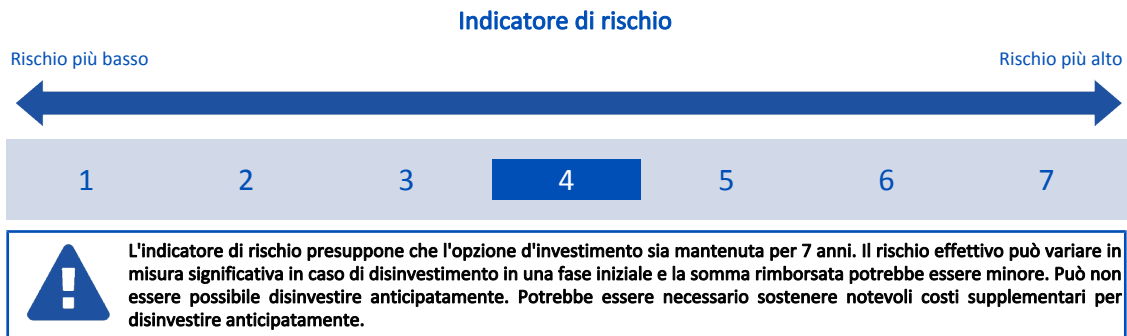 Indicatore di rischio
Rischio più basso Rischio più alto
1 2 3 4 5 6 7
L'indicatore di rischio presuppone che l'opzione d'investimento sia mantenuta per 7 anni. Il rischio effettivo può variare in
misura significativa in caso di disinvestimento in una fase iniziale e la somma rimborsata potrebbe essere minore. Può non
essere possibile disinvestire anticipatamente. Potrebbe essere necessario sostenere notevoli costi supplementari per
disinvestire anticipatamente.